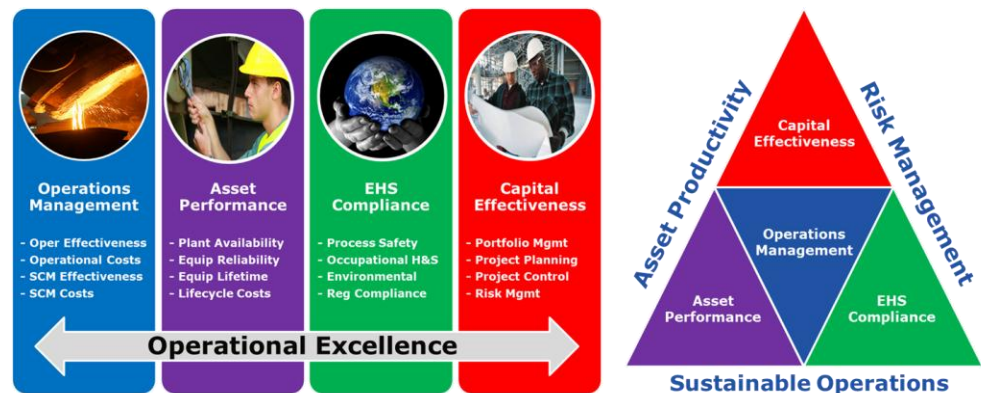 Operations
Management
- Oper Effectiveness
- Operational Costs
- SCM Effectiveness
- SCM Costs
Asset
Performance
- Plant Availability
- Equip Reliability
- Equip Lifetime
- Lifecycle Costs
EHS
Compliance
- Process Safety
- Occupational H&S
- Environmental
- Reg Compliance
Capital
Effectiveness
- Portfolio Mgmt
- Project Planning
- Project Control
- Risk Mgmt
Operational Excellence
Asset Productivity
Risk Management
Capital
Effectiveness
Operations
Management
Asset
Performance
EHS
Compliance
Sustainable Operations